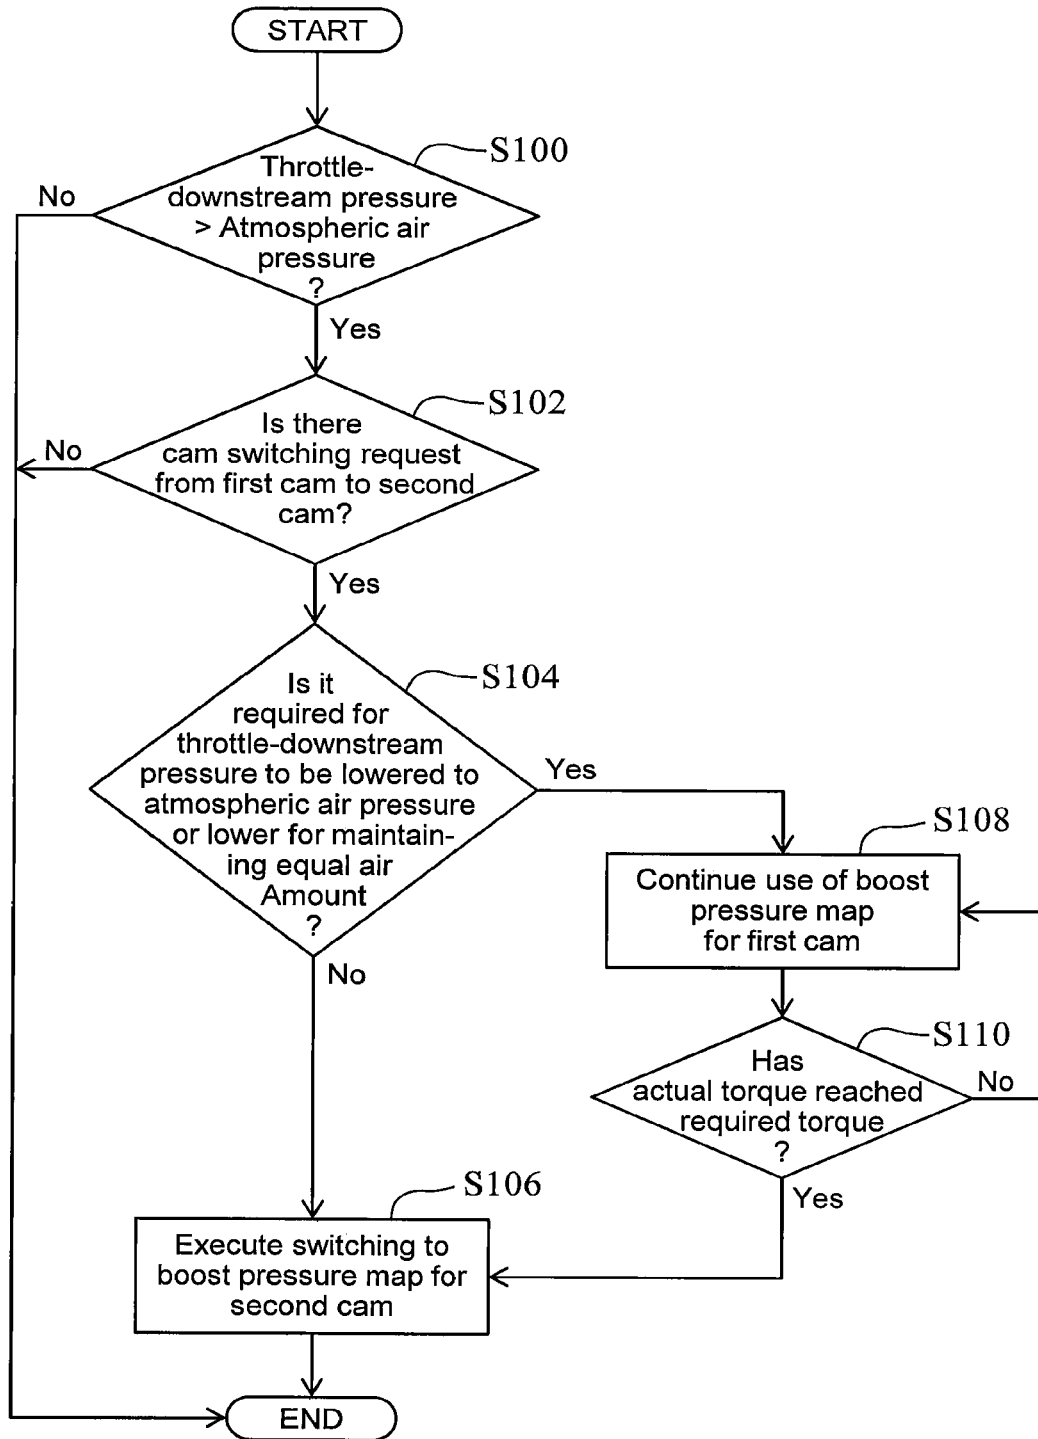 START
S100
Throttle-
downstream pressure
> Atmospheric air
pressure
?
No
Yes
S102
Is there
cam switching request
from first cam to second
cam?
No
Yes
S104
Is it
required for
throttle-downstream
pressure to be lowered to
atmospheric air pressure
or lower for maintain-
ing equal air
Amount
?
Yes
No
S108
Continue use of boost
pressure map
for first cam
S110
Has
actual torque reached
required torque
?
No
Yes
S106
Execute switching to
boost pressure map for
second cam
END